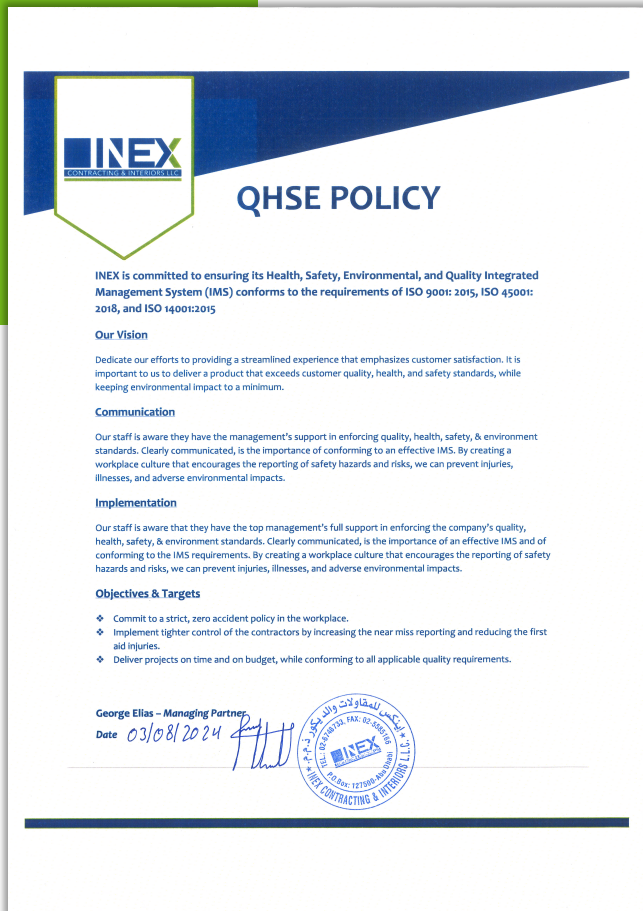 INEX
CONTRACTING & INTERIORS LLC
QHSE POLICY
INEX is committed to ensuring its Health, Safety, Environmental, and Quality Integrated
Management System (IMS) conforms to the requirements of ISO 9001: 2015, ISO 45001:
2018, and ISO 14001:2015
Our Vision
Dedicate our efforts to providing a streamlined experience that emphasizes customer satisfaction. It is
important to us to deliver a product that exceeds customer quality, health, and safety standards, while
keeping environmental impact to a minimum.
Communication
Our staff is aware they have the management's support in enforcing quality, health, safety, & environment
standards. Clearly communicated, is the importance of conforming to an effective IMS. By creating a
workplace culture that encourages the reporting of safety hazards and risks, we can prevent injuries,
illnesses, and adverse environmental impacts.
Implementation
Our staff is aware that they have the top management's full support in enforcing the company's quality,
health, safety, & environment standards. Clearly communicated, is the importance of an effective IMS and of
conforming to the IMS requirements. By creating a workplace culture that encourages the reporting of safety
hazards and risks, we can prevent injuries, illnesses, and adverse environmental impacts.
Objectives & Targets
❖ Commit to a strict, zero accident policy in the workplace.
❖ Implement tighter control of the contractors by increasing the near miss reporting and reducing the first
aid injuries.
❖ Deliver projects on time and on budget, while conforming to all applicable quality requirements.
George Elias – Managing Partner
Date 03/08/2024
اينكس للمقاولات والديكور ذ.م.م.
TEL: 02-6746733, FAX: 02-5585166
INEX
P.O.Box: 127500-Abu Dhabi
INEX CONTRACTING & INTERIORS L.L.C.